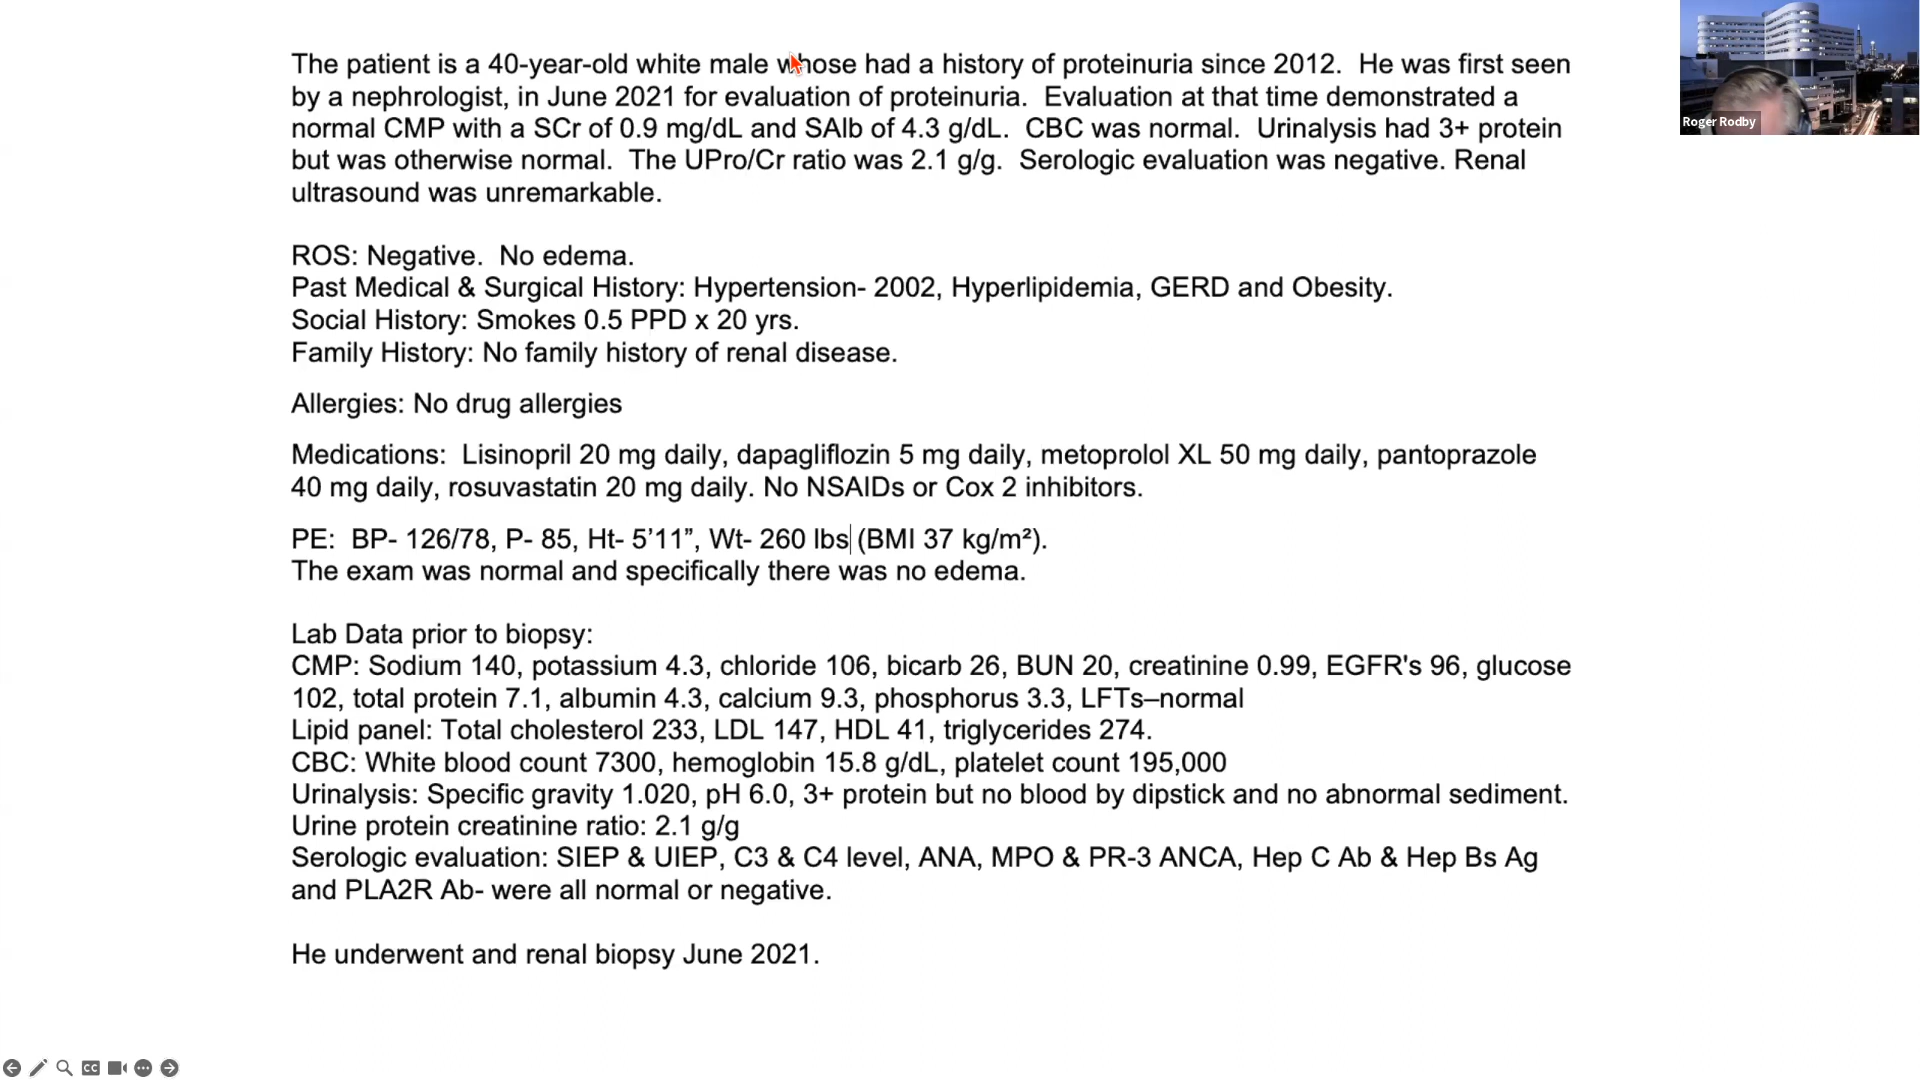 The patient is a 40-year-old white male whose had a history of proteinuria since 2012.  He was first seen
by a nephrologist, in June 2021 for evaluation of proteinuria.  Evaluation at that time demonstrated a
normal CMP with a SCr of 0.9 mg/dL and SAlb of 4.3 g/dL.  CBC was normal.  Urinalysis had 3+ protein
but was otherwise normal.  The UPro/Cr ratio was 2.1 g/g.  Serologic evaluation was negative. Renal
ultrasound was unremarkable.
ROS: Negative.  No edema.
Past Medical & Surgical History: Hypertension- 2002, Hyperlipidemia, GERD and Obesity.
Social History: Smokes 0.5 PPD x 20 yrs.
Family History: No family history of renal disease.
Allergies: No drug allergies
Medications:  Lisinopril 20 mg daily, dapagliflozin 5 mg daily, metoprolol XL 50 mg daily, pantoprazole
40 mg daily, rosuvastatin 20 mg daily. No NSAIDs or Cox 2 inhibitors.
PE:  BP- 126/78, P- 85, Ht- 5’11”, Wt- 260 lbs (BMI 37 kg/m²).
The exam was normal and specifically there was no edema.
Lab Data prior to biopsy:
CMP: Sodium 140, potassium 4.3, chloride 106, bicarb 26, BUN 20, creatinine 0.99, EGFR's 96, glucose
102, total protein 7.1, albumin 4.3, calcium 9.3, phosphorus 3.3, LFTs–normal
Lipid panel: Total cholesterol 233, LDL 147, HDL 41, triglycerides 274.
CBC: White blood count 7300, hemoglobin 15.8 g/dL, platelet count 195,000
Urinalysis: Specific gravity 1.020, pH 6.0, 3+ protein but no blood by dipstick and no abnormal sediment.
Urine protein creatinine ratio: 2.1 g/g
Serologic evaluation: SIEP & UIEP, C3 & C4 level, ANA, MPO & PR-3 ANCA, Hep C Ab & Hep Bs Ag
and PLA2R Ab- were all normal or negative.
He underwent and renal biopsy June 2021.
Roger Rodby
CC